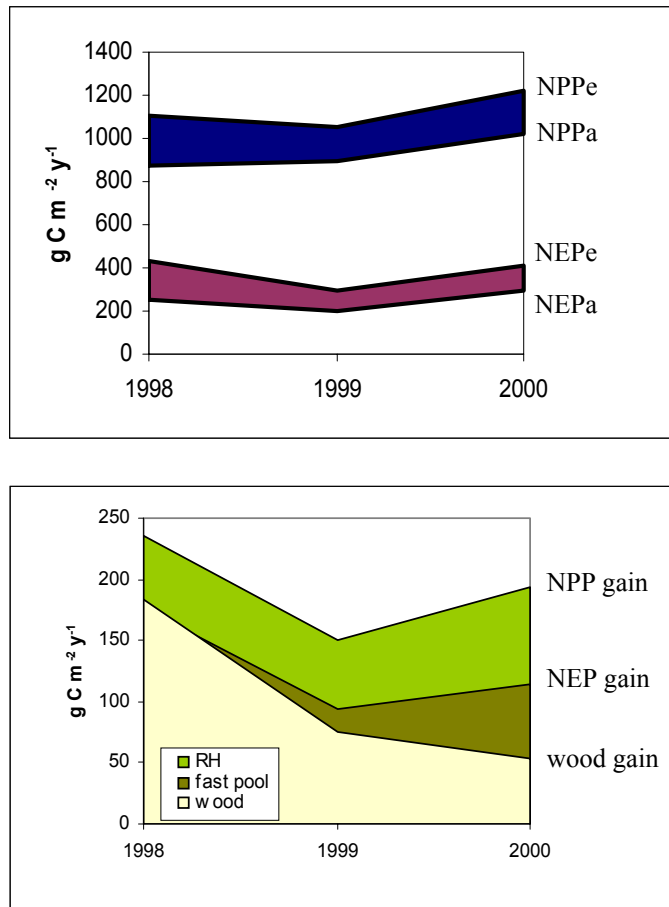 1400
1200
1000
800
600
400
200
0
g C m⁻² y⁻¹
1998 1999 2000
NPPe
NPPa
NEPe
NEPa
250
200
150
100
50
0
g C m⁻² y⁻¹
RH
fast pool
wood
1998 1999 2000
NPP gain
NEP gain
wood gain